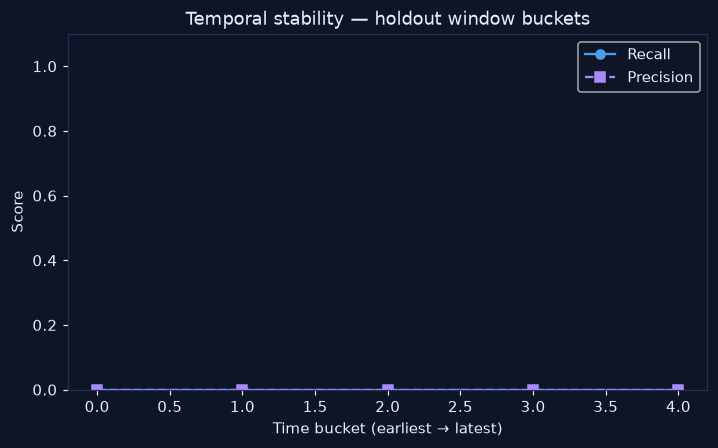 Temporal stability — holdout window buckets
Recall
Precision
Score
1.0
0.8
0.6
0.4
0.2
0.0
0.0 0.5 1.0 1.5 2.0 2.5 3.0 3.5 4.0
Time bucket (earliest → latest)